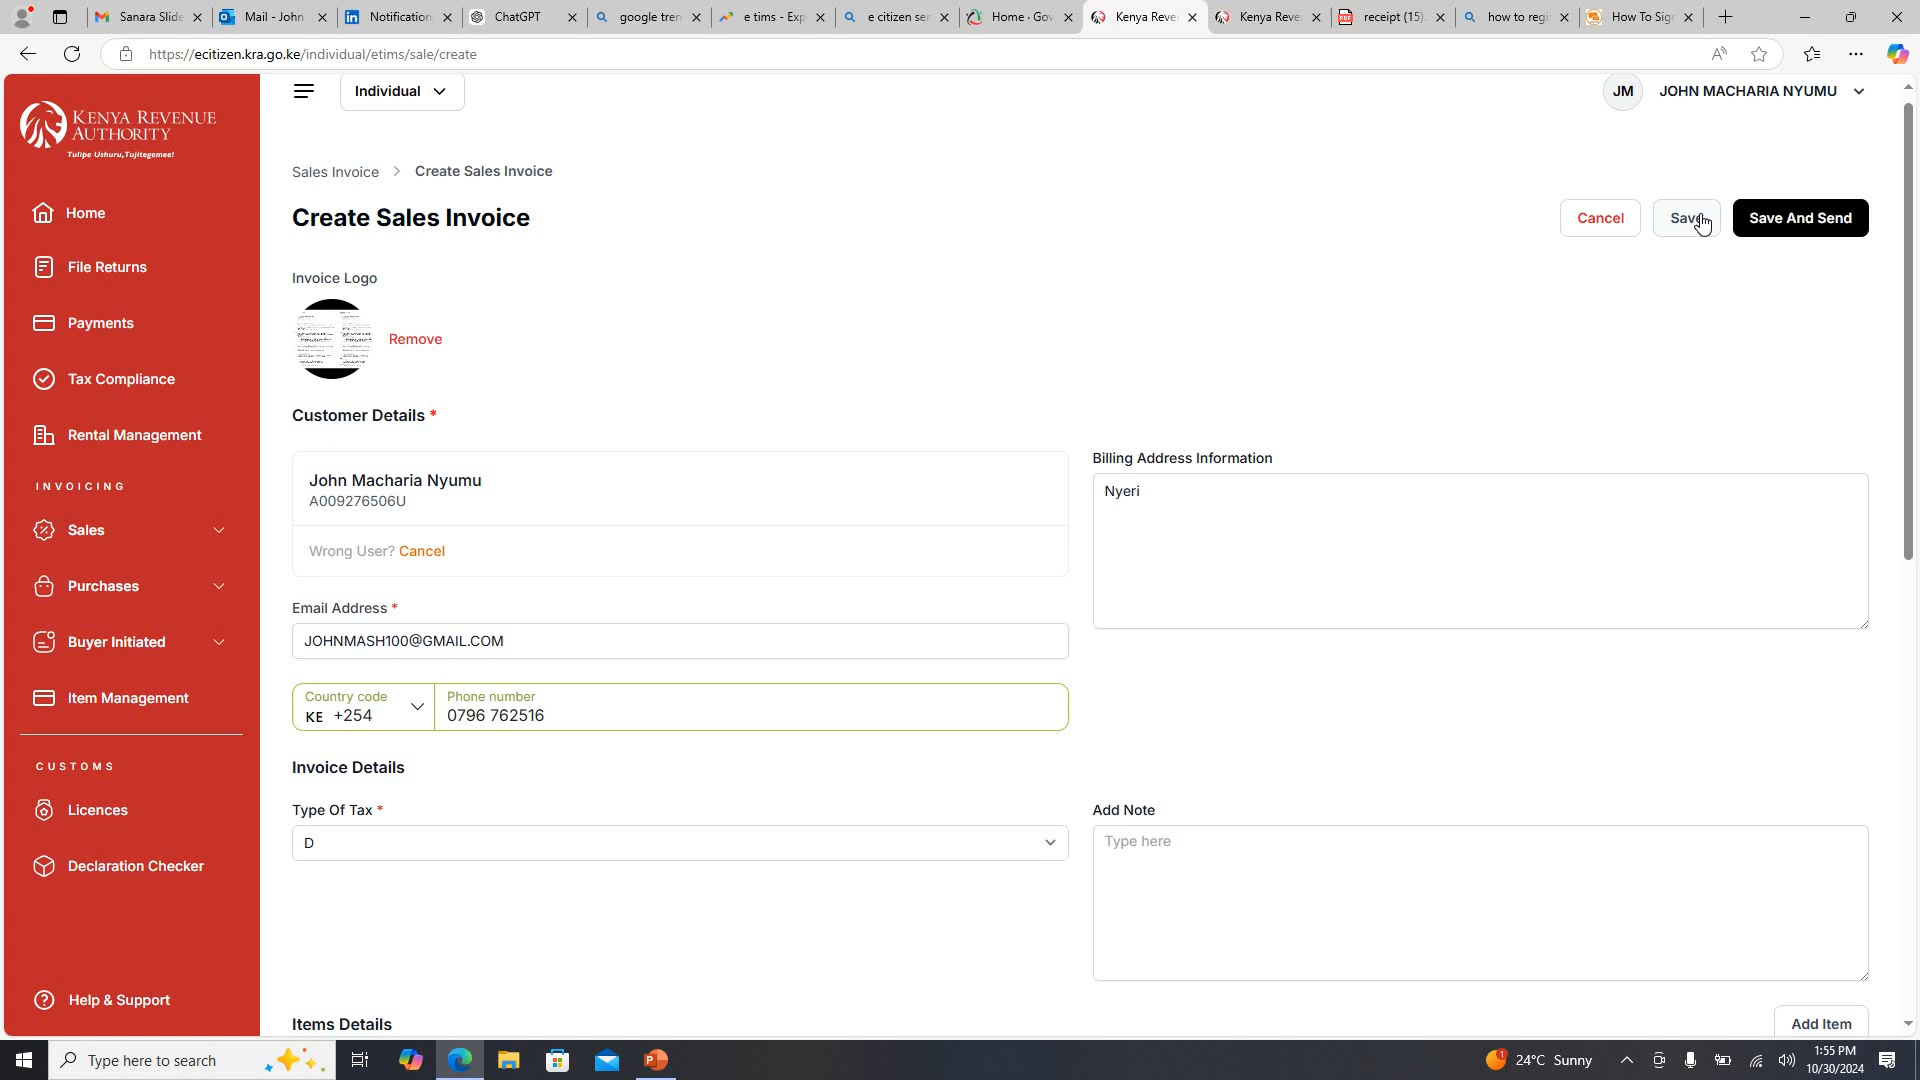 Sanara Slide
Mail - John
Notification
ChatGPT
google tren
e tims - Exp
e citizen ser
Home · Gov
Kenya Reve
Kenya Reve
receipt (15).
how to regi
How To Sig
https://ecitizen.kra.go.ke/individual/etims/sale/create
KENYA REVENUE
AUTHORITY
Tulipe Ushuru,Tujitegemee!
Individual
JM
JOHN MACHARIA NYUMU
Home
File Returns
Payments
Tax Compliance
Rental Management
INVOICING
Sales
Purchases
Buyer Initiated
Item Management
CUSTOMS
Licences
Declaration Checker
Help & Support
Sales Invoice > Create Sales Invoice
Create Sales Invoice
Cancel
Save
Save And Send
Invoice Logo
Remove
Customer Details *
John Macharia Nyumu
A009276506U
Wrong User? Cancel
Billing Address Information
Nyeri
Email Address *
JOHNMASH100@GMAIL.COM
Country code
KE +254
Phone number
0796 762516
Invoice Details
Type Of Tax *
D
Add Note
Type here
Items Details
Add Item
Type here to search
24°C Sunny
1:55 PM
10/30/2024